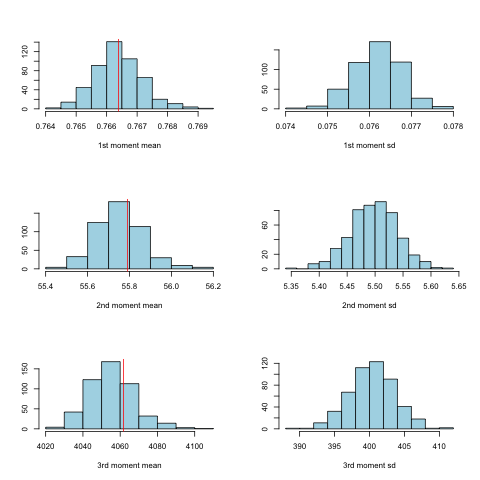 0 40 80 120
0.764 0.765 0.766 0.767 0.768 0.769
1st moment mean
0 50 100
0.074 0.075 0.076 0.077 0.078
1st moment sd
0 50 100
55.4 55.6 55.8 56.0 56.2
2nd moment mean
0 20 60
5.35 5.40 5.45 5.50 5.55 5.60 5.65
2nd moment sd
0 50 100 150
4020 4040 4060 4080 4100
3rd moment mean
0 40 80 120
390 395 400 405 410
3rd moment sd